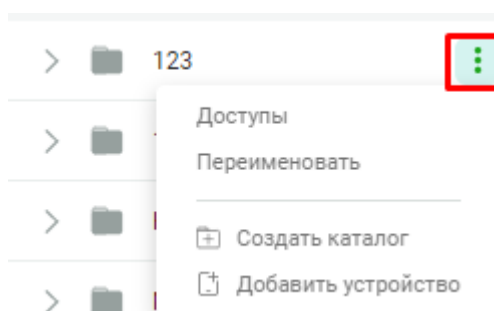 123
Доступы
Переименовать
Создать каталог
Добавить устройство